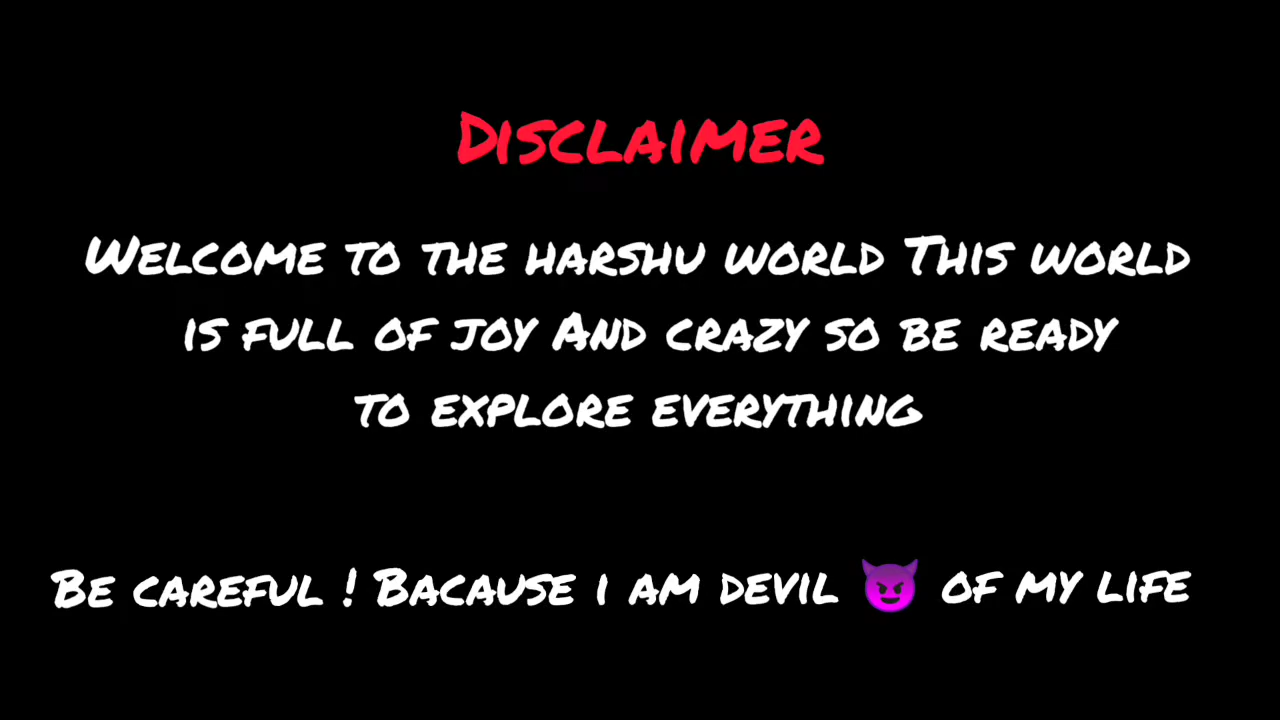 Disclaimer
Welcome to the harshu world This world
is full of joy And crazy so be ready
to explore everything
Be careful ! Bacause i am devil 😈 of my life